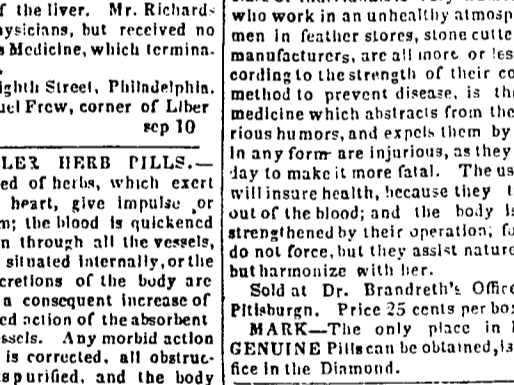 f the liver. Mr. Richard-
ysicians, but received no
s Medicine, which termina-
ighth Street, Philadelphia.
uel Frew, corner of Liber
sep 10
LER HERB PILLS.—
ed of herbs, which exert
heart, give impulse or
m; the blood is quickened
n through all the vessels,
situated internally, or the
cretions of the body are
a consequent increase of
ed action of the absorbent
ssels. Any morbid action
is corrected, all obstruc-
s purified, and the body
who work in an unhealthy atmosp
men in feather stores, stone cutte
manufacturers, are all more or les
cording to the strength of their co
method to prevent disease, is th
medicine which abstracts from the
rious humors, and expels them by
In any form are injurious, as they
day to make it more fatal. The us
will insure health, because they t
out of the blood; and the body is
strengthened by their operation; fo
do not force, but they assist nature
but harmonize with her.
Sold at Dr. Brandreth's Office
Pittsburgn. Price 25 cents per bo
MARK—The only place in
GENUINE Pills can be obtained, is
fice in the Diamond.